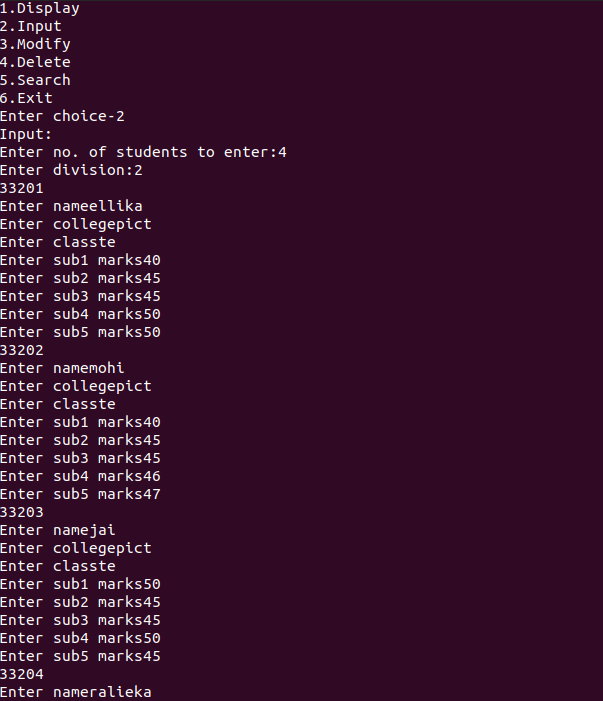 1.Display
2.Input
3.Modify
4.Delete
5.Search
6.Exit
Enter choice-2
Input:
Enter no. of students to enter:4
Enter division:2
33201
Enter nameellika
Enter collegepict
Enter classte
Enter sub1 marks40
Enter sub2 marks45
Enter sub3 marks45
Enter sub4 marks50
Enter sub5 marks50
33202
Enter namemohi
Enter collegepict
Enter classte
Enter sub1 marks40
Enter sub2 marks45
Enter sub3 marks45
Enter sub4 marks46
Enter sub5 marks47
33203
Enter namejai
Enter collegepict
Enter classte
Enter sub1 marks50
Enter sub2 marks45
Enter sub3 marks45
Enter sub4 marks50
Enter sub5 marks45
33204
Enter nameralieka